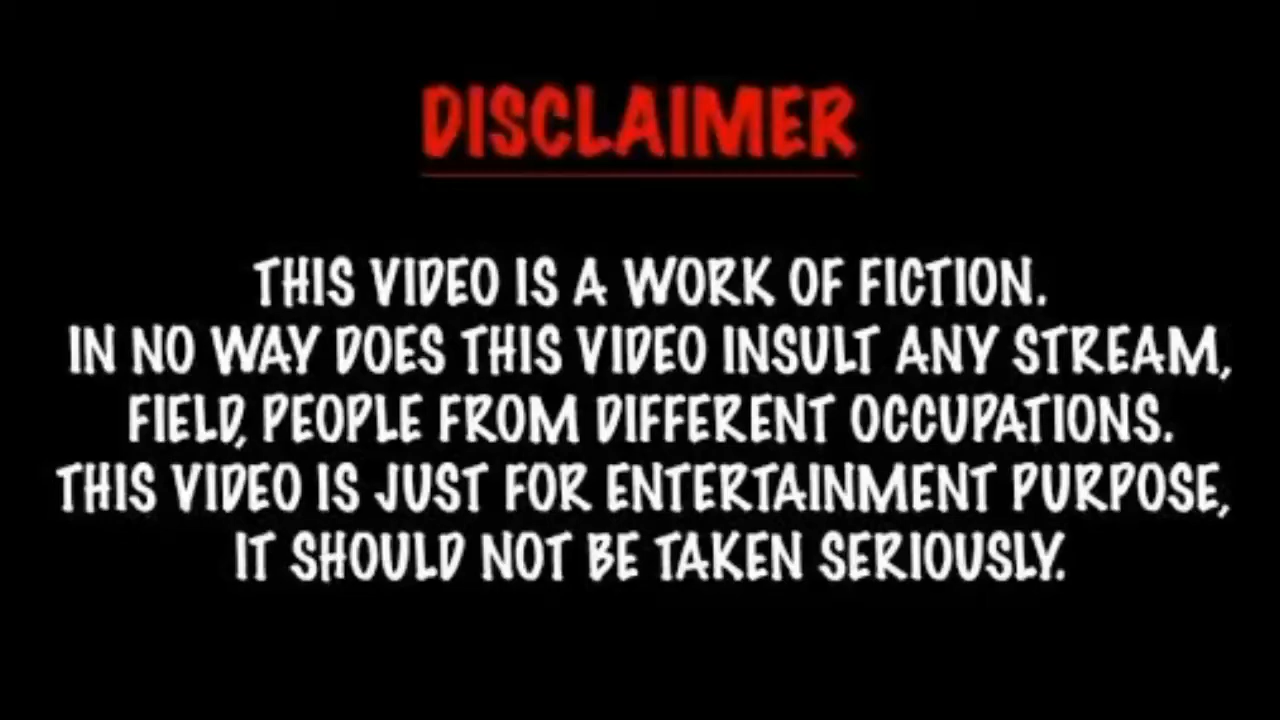 DISCLAIMER
THIS VIDEO IS A WORK OF FICTION.
IN NO WAY DOES THIS VIDEO INSULT ANY STREAM,
FIELD, PEOPLE FROM DIFFERENT OCCUPATIONS.
THIS VIDEO IS JUST FOR ENTERTAINMENT PURPOSE,
IT SHOULD NOT BE TAKEN SERIOUSLY.